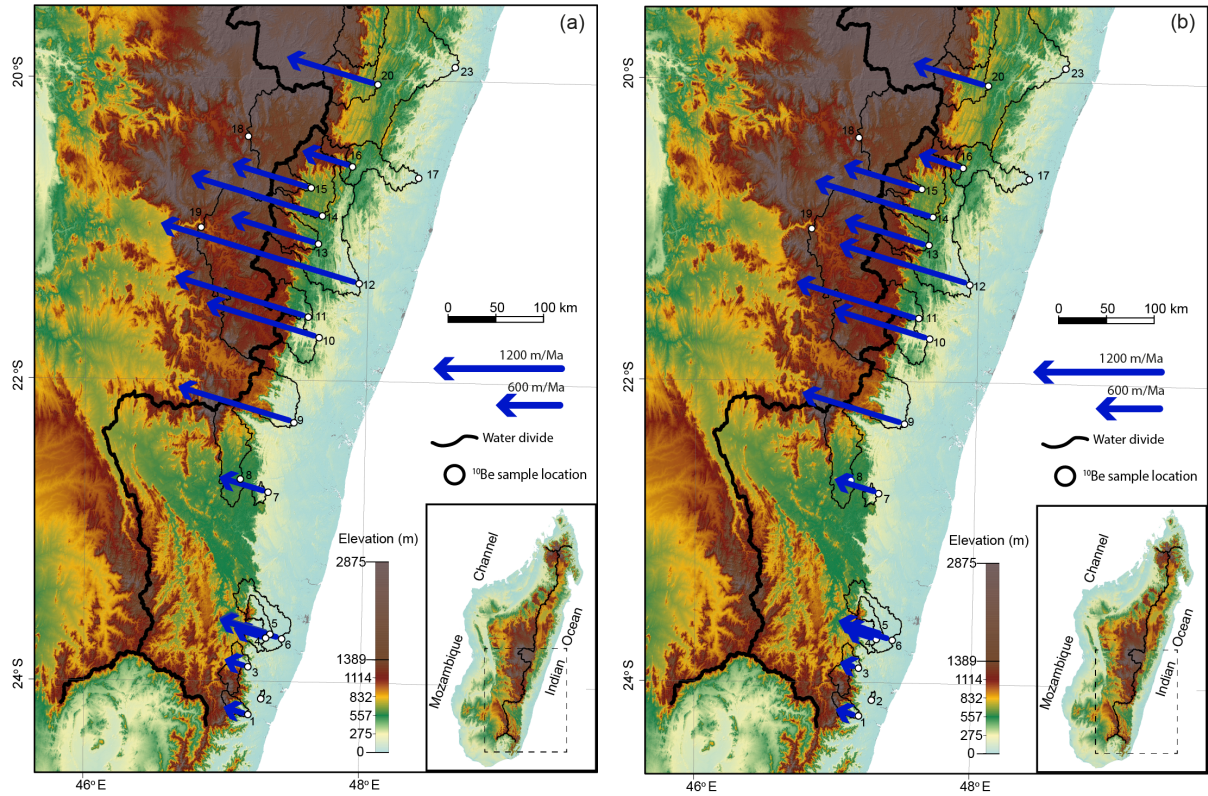 (a)
20°S
22°S
24°S
46°E
48°E
23
20
18
16
17
15
14
19
13
12
11
10
9
8
7
5
4
6
3
2
1
0 50 100 km
1200 m/Ma
600 m/Ma
Water divide
¹⁰Be sample location
Elevation (m)
2875
1389
1114
832
557
275
0
Mozambique
Channel
Indian
Ocean
(b)
20°S
22°S
24°S
46°E
48°E
23
20
18
16
17
15
14
19
13
12
11
10
9
8
7
5
4
6
3
2
1
0 50 100 km
1200 m/Ma
600 m/Ma
Water divide
¹⁰Be sample location
Elevation (m)
2875
1389
1114
832
557
275
0
Mozambique
Channel
Indian
Ocean